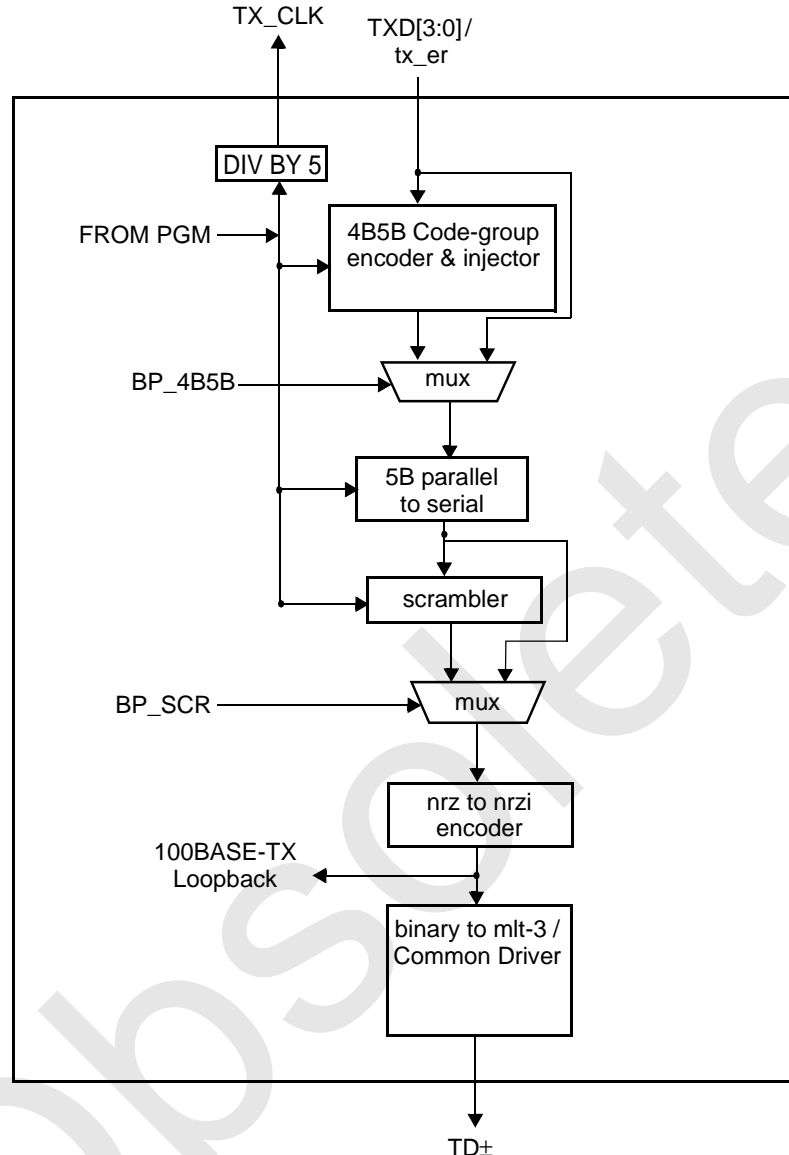 TX_CLK
TXD[3:0]/
tx_er
DIV BY 5
FROM PGM
4B5B Code-group
encoder & injector
BP_4B5B
mux
5B parallel
to serial
scrambler
BP_SCR
mux
nrz to nrzi
encoder
100BASE-TX
Loopback
binary to mlt-3 /
Common Driver
TD±
Obsolete